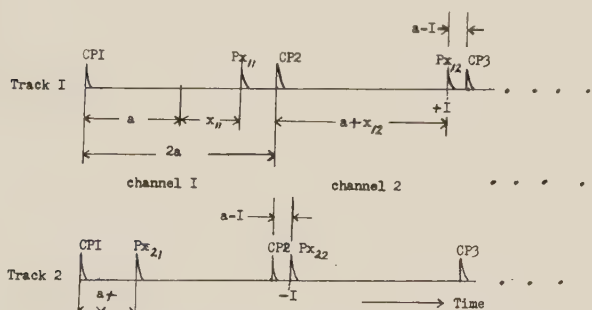 a-I
CPI Px₁₁ CP2 Px₁₂ CP3
Track I
+I
a x₁₁ a+x₁₂
2a
channel I channel 2
a-I
CPI Px₂₁ CP2 Px₂₂ CP3
Track 2
-I Time
a+